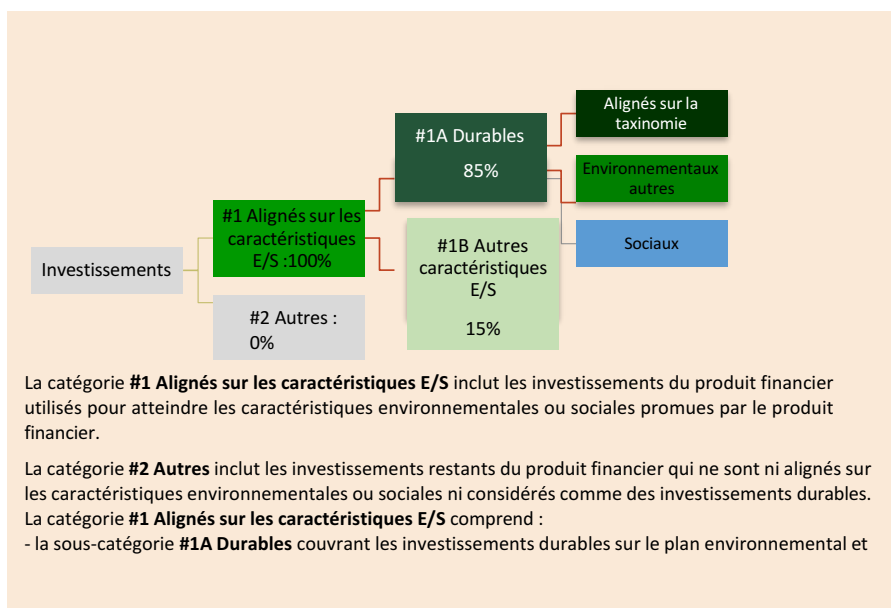 Alignés sur la
taxinomie
#1A Durables
85%
Environnementaux
autres
#1 Alignés sur les
caractéristiques
E/S :100%
#1B Autres
caractéristiques
E/S
15%
Sociaux
Investissements
#2 Autres :
0%
La catégorie #1 Alignés sur les caractéristiques E/S inclut les investissements du produit financier
utilisés pour atteindre les caractéristiques environnementales ou sociales promues par le produit
financier.
La catégorie #2 Autres inclut les investissements restants du produit financier qui ne sont ni alignés sur
les caractéristiques environnementales ou sociales ni considérés comme des investissements durables.
La catégorie #1 Alignés sur les caractéristiques E/S comprend :
- la sous-catégorie #1A Durables couvrant les investissements durables sur le plan environnemental et